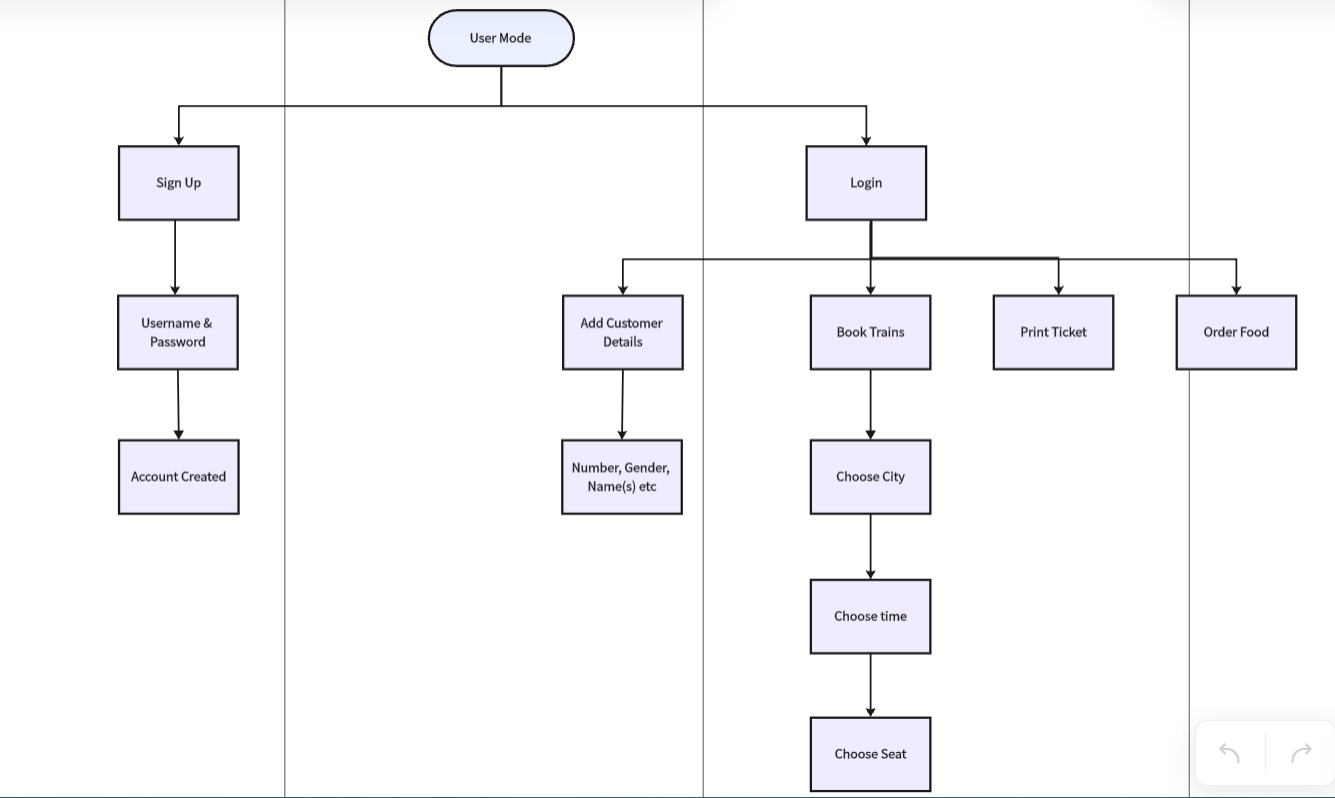 User Mode
Sign Up
Login
Username &
Password
Add Customer
Details
Book Trains
Print Ticket
Order Food
Account Created
Number, Gender,
Name(s) etc
Choose City
Choose time
Choose Seat